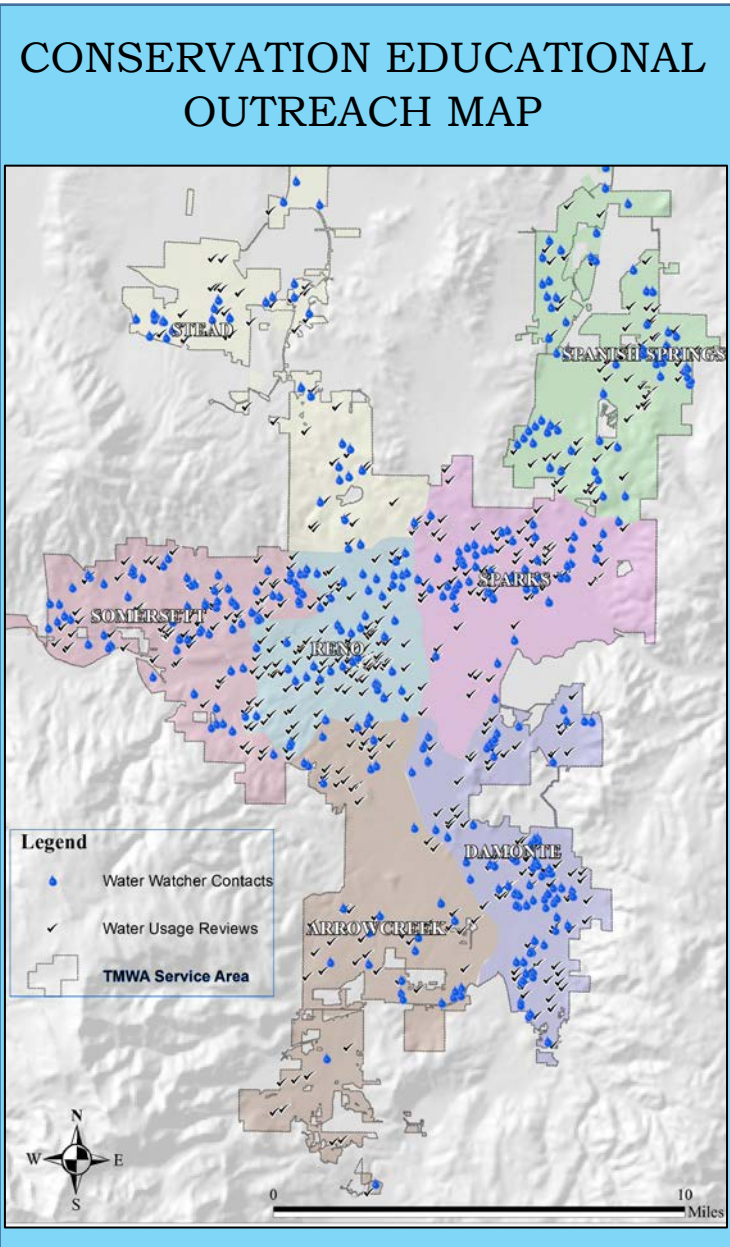 CONSERVATION EDUCATIONAL
OUTREACH MAP
STEAD
SPANISH SPRINGS
SPARKS
SOMERSETT
RENO
Legend
Water Watcher Contacts
Water Usage Reviews
TMWA Service Area
DAMONTE
ARROWCREEK
N
W E
S
0 10
Miles